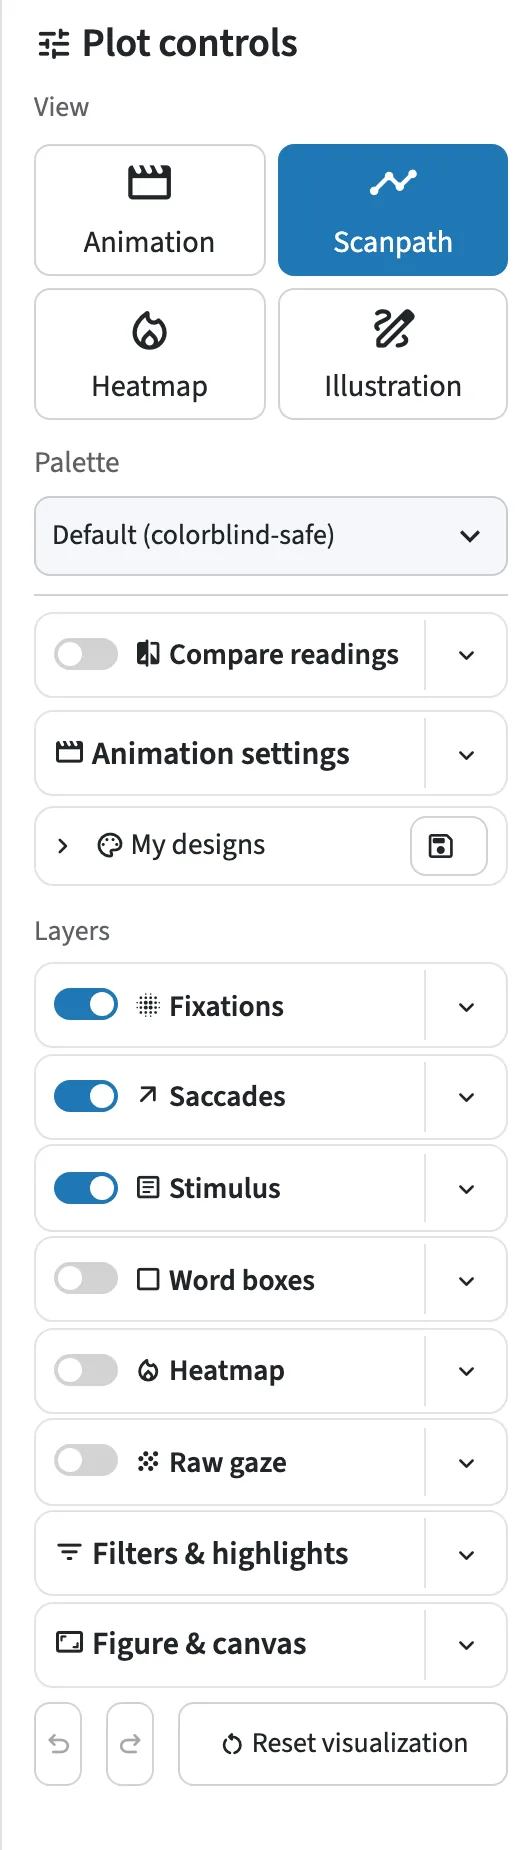 Plot controls
View
Animation
Scanpath
Heatmap
Illustration
Palette
Default (colorblind-safe)
Compare readings
Animation settings
My designs
Layers
Fixations
Saccades
Stimulus
Word boxes
Heatmap
Raw gaze
Filters & highlights
Figure & canvas
Reset visualization